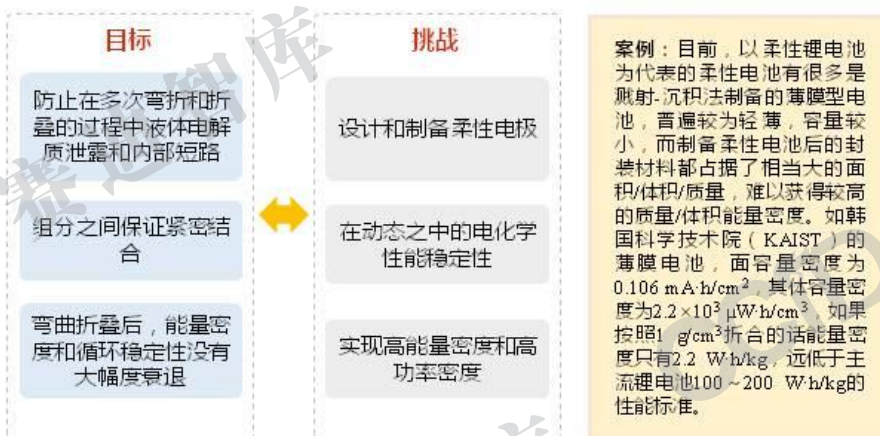 目标
防止在多次弯折和折
叠的过程中液体电解
质泄露和内部短路
组分之间保证紧密结
合
弯曲折叠后，能量密
度和循环稳定性没有
大幅度衰退
挑战
设计和制备柔性电极
在动态之中的电化学
性能稳定性
实现高能量密度和高
功率密度
案例：目前，以柔性锂电池
为代表的柔性电池有很多是
溅射-沉积法制备的薄膜型电
池，普遍较为轻薄，容量较
小，而制备柔性电池后的封
装材料都占据了相当大的面
积/体积/质量，难以获得较高
的质量/体积能量密度。如韩
国科学技术院（KAIST）的
薄膜电池，面容量密度为
0.106 mA·h/cm²，其体容量密
度为2.2×10³ μW·h/cm³，如果
按照1 g/cm³折合的话能量密
度只有2.2 W·h/kg，远低于主
流锂电池100～200 W·h/kg的
性能标准。
赛迪智库